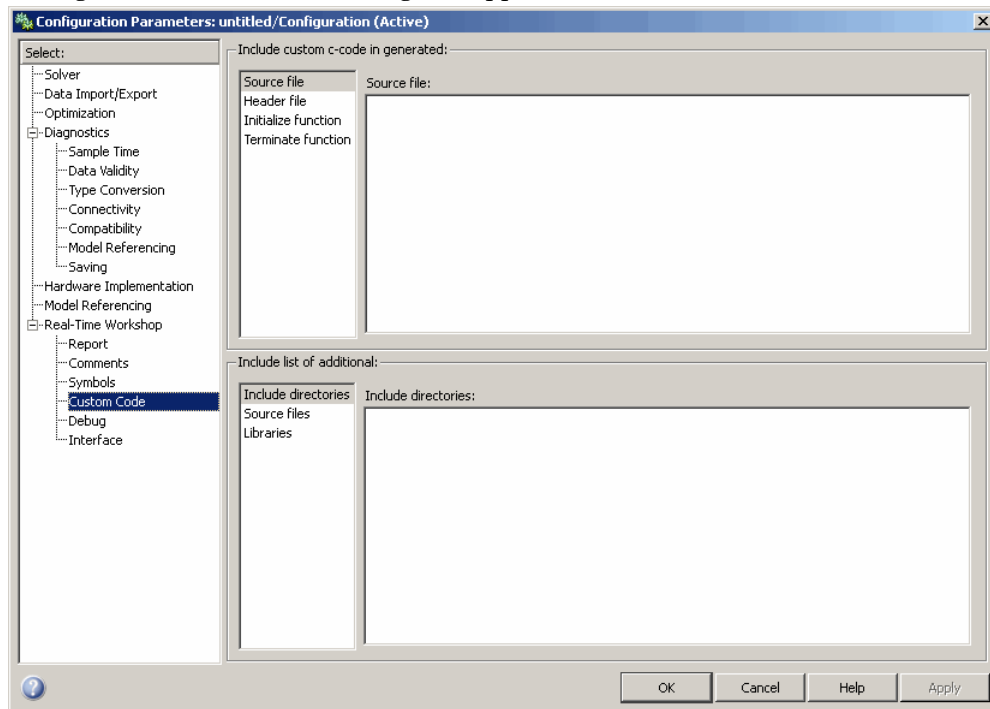 Configuration Parameters: untitled/Configuration (Active)
Select:
Solver
Data Import/Export
Optimization
Diagnostics
Sample Time
Data Validity
Type Conversion
Connectivity
Compatibility
Model Referencing
Saving
Hardware Implementation
Model Referencing
Real-Time Workshop
Report
Comments
Symbols
Custom Code
Debug
Interface
Include custom c-code in generated:
Source file
Header file
Initialize function
Terminate function
Source file:
Include list of additional:
Include directories
Source files
Libraries
Include directories:
OK
Cancel
Help
Apply